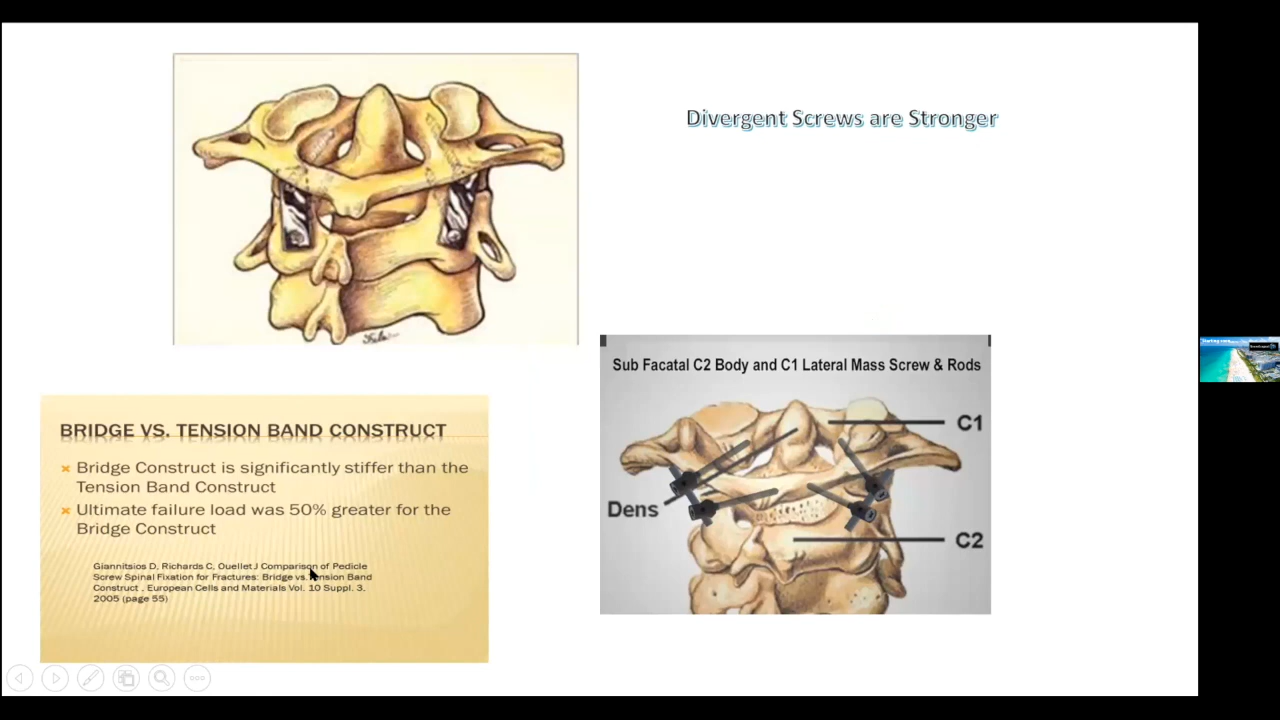 Divergent Screws are Stronger
Sub Facatal C2 Body and C1 Lateral Mass Screw & Rods
C1
Dens
C2
BRIDGE VS. TENSION BAND CONSTRUCT
Bridge Construct is significantly stiffer than the
Tension Band Construct
Ultimate failure load was 50% greater for the
Bridge Construct
Giannitsios D, Richards C, Ouellet J Comparison of Pedicle
Screw Spinal Fixation for Fractures: Bridge vs. Tension Band
Construct , European Cells and Materials Vol. 10 Suppl. 3,
2005 (page 55)